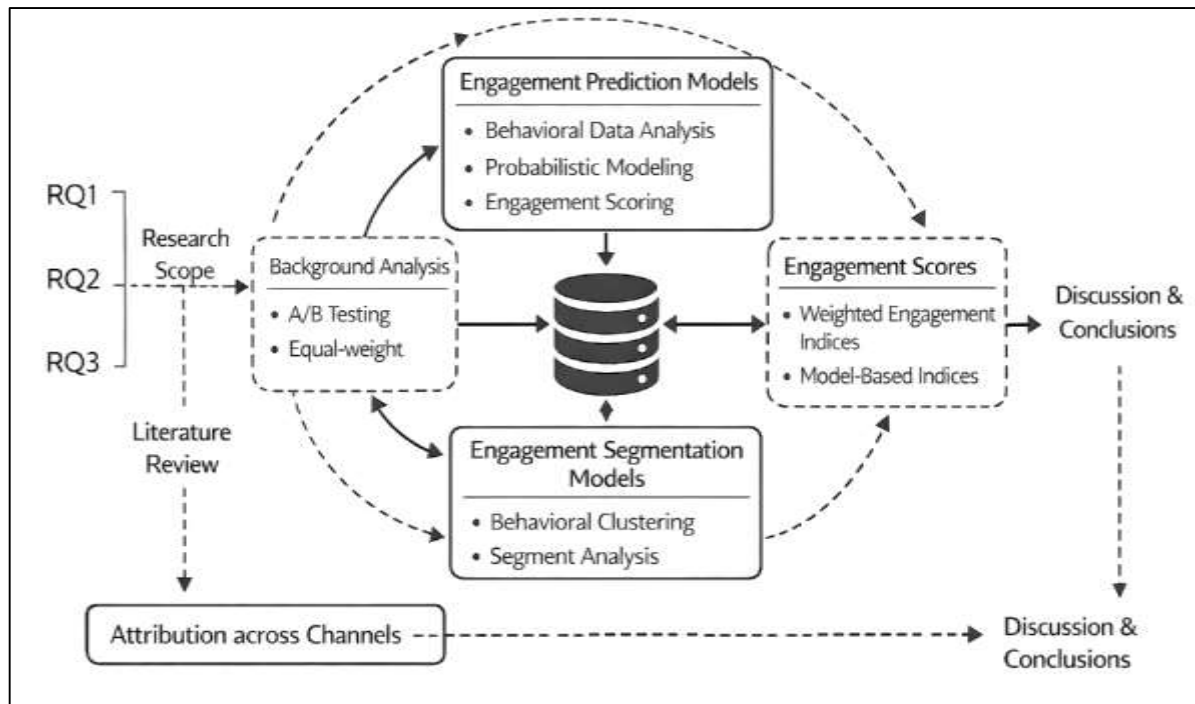 Engagement Prediction Models
• Behavioral Data Analysis
• Probabilistic Modeling
• Engagement Scoring
RQ1
RQ2
RQ3
Research
Scope
Background Analysis
• A/B Testing
• Equal-weight
Engagement Scores
• Weighted Engagement
Indices
• Model-Based Indices
Discussion &
Conclusions
Literature
Review
Engagement Segmentation
Models
• Behavioral Clustering
• Segment Analysis
Attribution across Channels
Discussion &
Conclusions